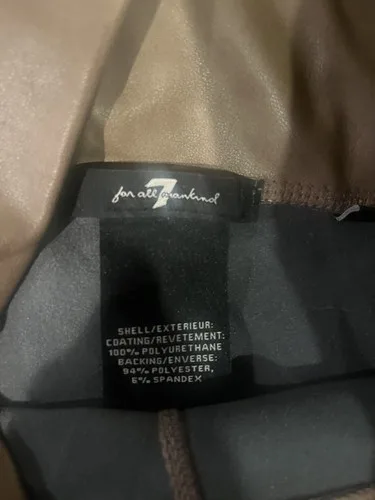 for all 7 mankind
SHELL/EXTERIEUR:
COATING/REVETEMENT:
100% POLYURETHANE
BACKING/ENVERSE:
94% POLYESTER,
6% SPANDEX